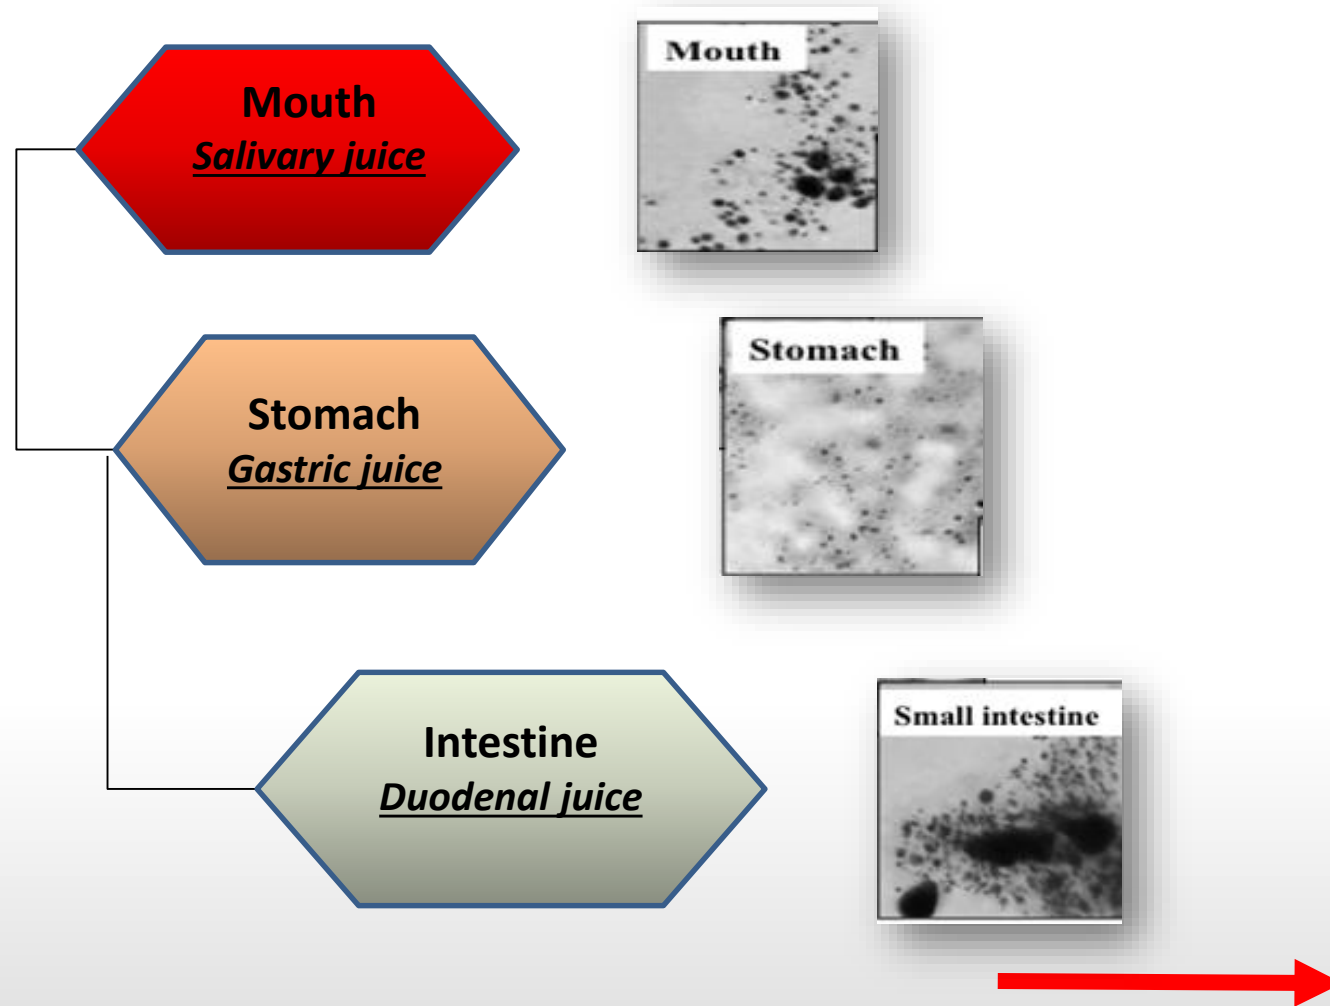 Mouth
Salivary juice
Mouth
Stomach
Gastric juice
Stomach
Intestine
Duodenal juice
Small intestine